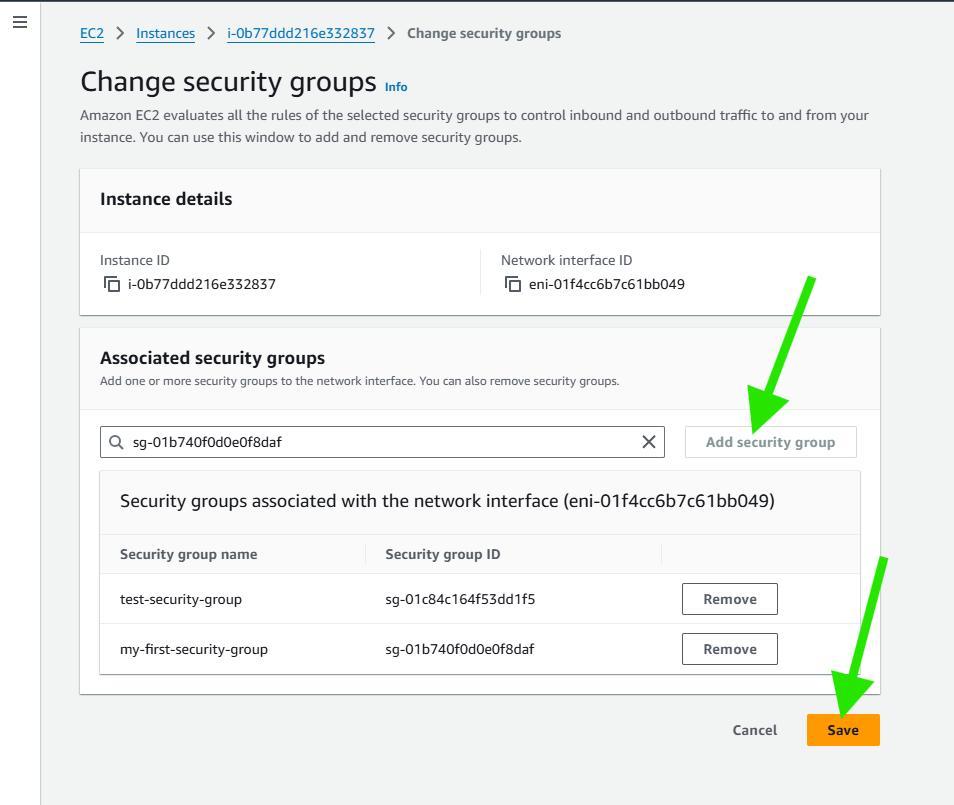 EC2 > Instances > i-0b77ddd216e332837 > Change security groups
Change security groups Info
Amazon EC2 evaluates all the rules of the selected security groups to control inbound and outbound traffic to and from your
instance. You can use this window to add and remove security groups.
Instance details
Instance ID
i-0b77ddd216e332837
Network interface ID
eni-01f4cc6b7c61bb049
Associated security groups
Add one or more security groups to the network interface. You can also remove security groups.
sg-01b740f0d0e0f8daf
Add security group
Security groups associated with the network interface (eni-01f4cc6b7c61bb049)
Security group name Security group ID
test-security-group sg-01c84c164f53dd1f5 Remove
my-first-security-group sg-01b740f0d0e0f8daf Remove
Cancel Save